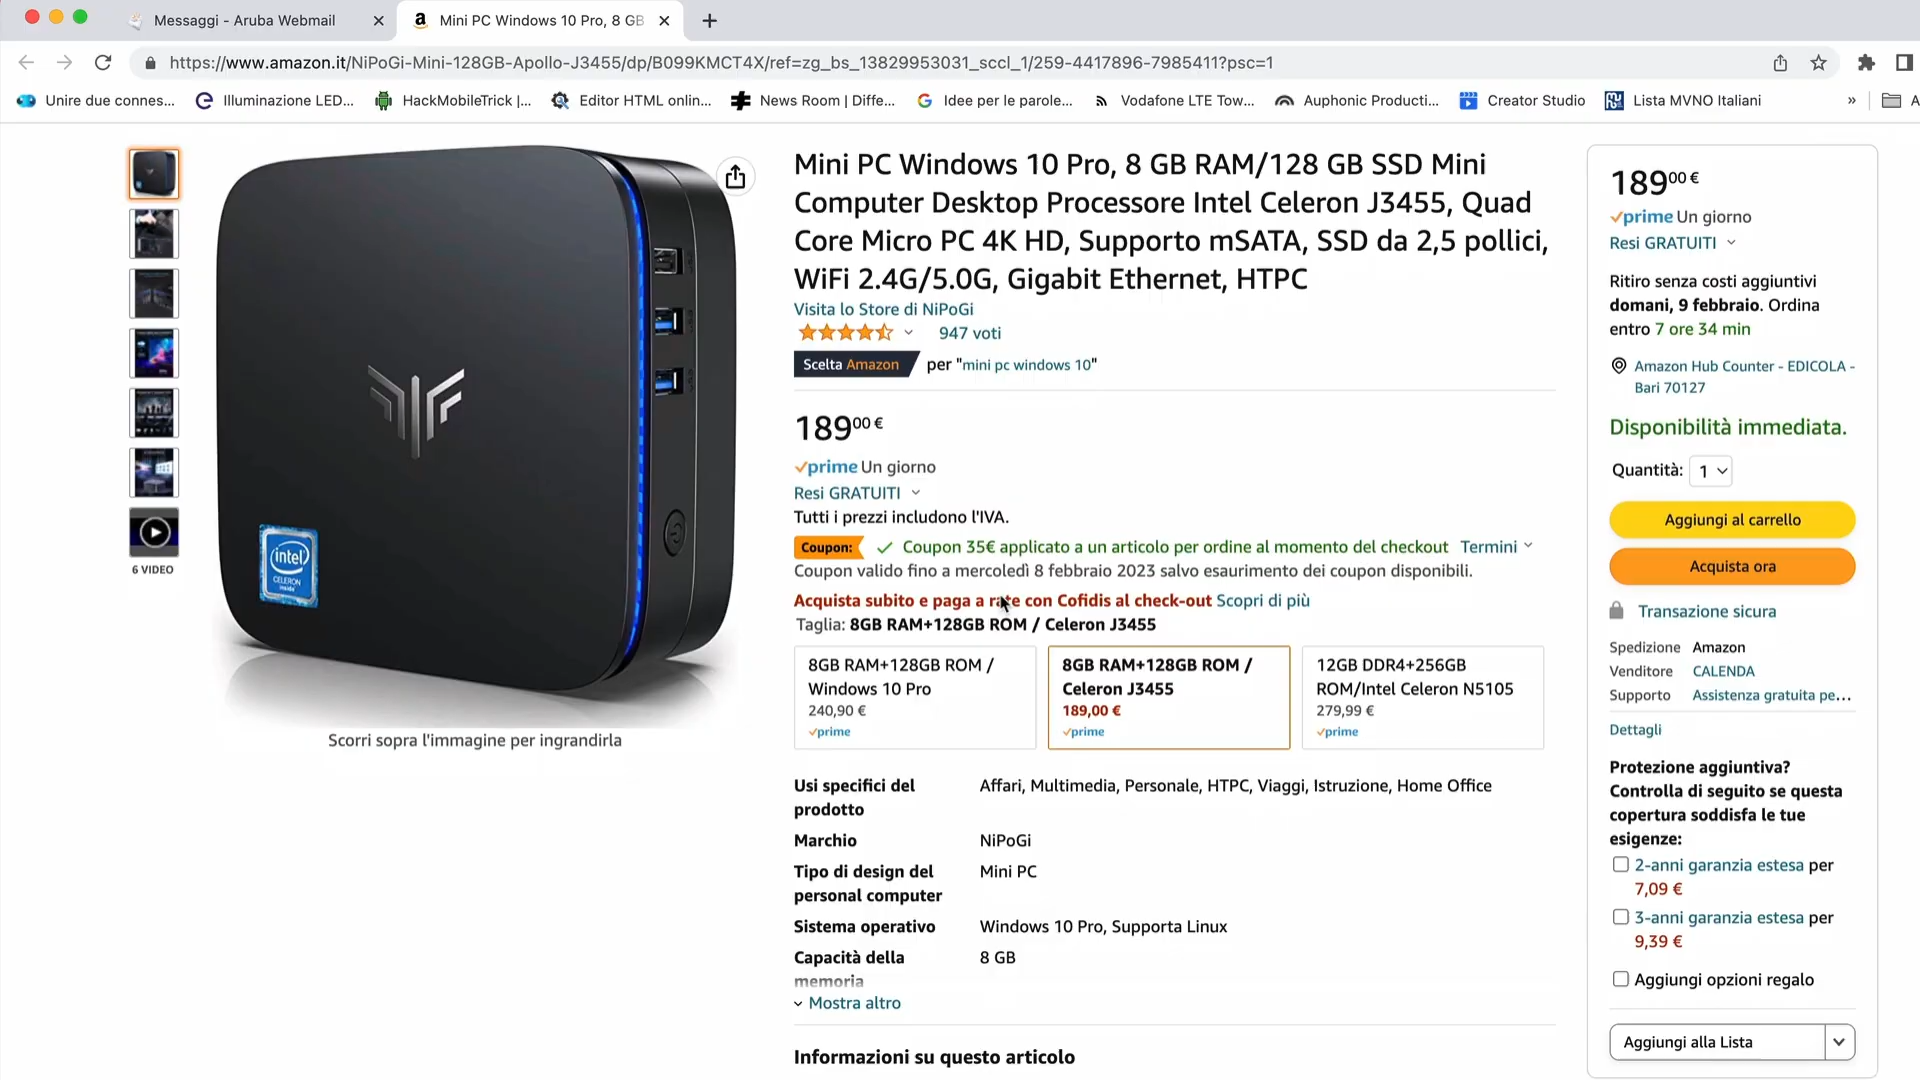 Messaggi - Aruba Webmail
Mini PC Windows 10 Pro, 8 GB
https://www.amazon.it/NiPoGi-Mini-128GB-Apollo-J3455/dp/B099KMCT4X/ref=zg_bs_13829953031_sccl_1/259-4417896-7985411?psc=1
Unire due connes...
Illuminazione LED...
HackMobileTrick |...
Editor HTML onlin...
News Room | Diffe...
Idee per le parole...
Vodafone LTE Tow...
Auphonic Producti...
Creator Studio
Lista MVNO Italiani
»
A
6 VIDEO
intel
CELERON
inside
Scorri sopra l'immagine per ingrandirla
Mini PC Windows 10 Pro, 8 GB RAM/128 GB SSD Mini
Computer Desktop Processore Intel Celeron J3455, Quad
Core Micro PC 4K HD, Supporto mSATA, SSD da 2,5 pollici,
WiFi 2.4G/5.0G, Gigabit Ethernet, HTPC
Visita lo Store di NiPoGi
947 voti
Scelta Amazon per "mini pc windows 10"
18900 €
prime Un giorno
Resi GRATUITI
Tutti i prezzi includono l'IVA.
Coupon: Coupon 35€ applicato a un articolo per ordine al momento del checkout Termini
Coupon valido fino a mercoledì 8 febbraio 2023 salvo esaurimento dei coupon disponibili.
Acquista subito e paga a rate con Cofidis al check-out Scopri di più
Taglia: 8GB RAM+128GB ROM / Celeron J3455
8GB RAM+128GB ROM /
Windows 10 Pro
240,90 €
prime
8GB RAM+128GB ROM /
Celeron J3455
189,00 €
prime
12GB DDR4+256GB
ROM/Intel Celeron N5105
279,99 €
prime
Usi specifici del
prodotto
Affari, Multimedia, Personale, HTPC, Viaggi, Istruzione, Home Office
Marchio
NiPoGi
Tipo di design del
personal computer
Mini PC
Sistema operativo
Windows 10 Pro, Supporta Linux
Capacità della
memoria
8 GB
Mostra altro
Informazioni su questo articolo
18900 €
prime Un giorno
Resi GRATUITI
Ritiro senza costi aggiuntivi
domani, 9 febbraio. Ordina
entro 7 ore 34 min
Amazon Hub Counter - EDICOLA -
Bari 70127
Disponibilità immediata.
Quantità: 1
Aggiungi al carrello
Acquista ora
Transazione sicura
Spedizione Amazon
Venditore CALENDA
Supporto Assistenza gratuita pe...
Dettagli
Protezione aggiuntiva?
Controlla di seguito se questa
copertura soddisfa le tue
esigenze:
2-anni garanzia estesa per
7,09 €
3-anni garanzia estesa per
9,39 €
Aggiungi opzioni regalo
Aggiungi alla Lista